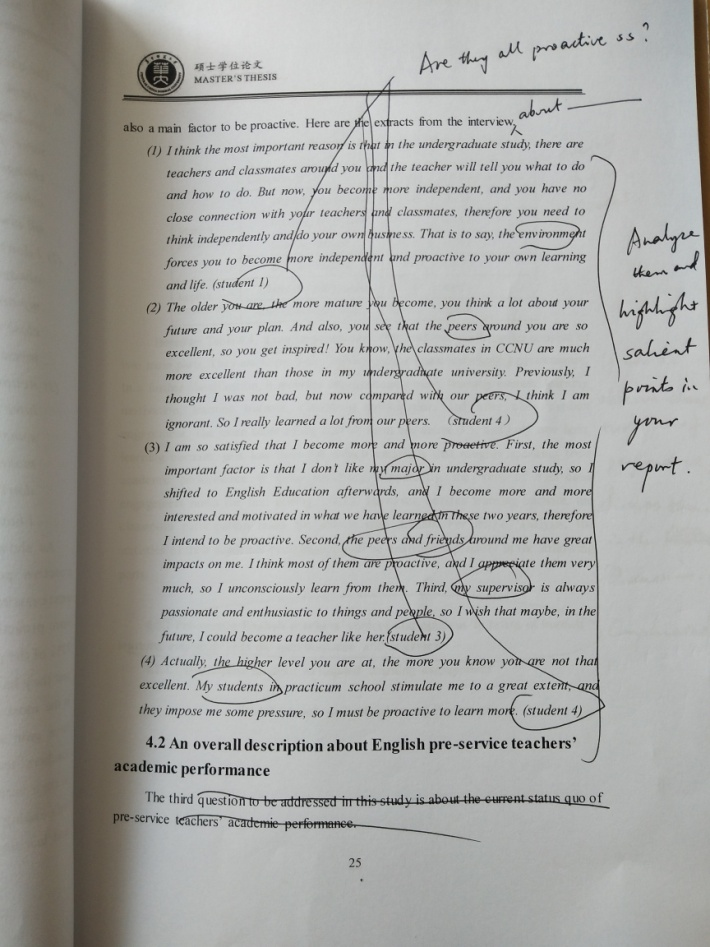 Are they all proactive ss?
硕士学位论文
MASTER'S THESIS
about
also a main factor to be proactive. Here are the extracts from the interview,
(1) I think the most important reason is that in the undergraduate study, there are
teachers and classmates around you and the teacher will tell you what to do
and how to do. But now, you become more independent, and you have no
close connection with your teachers and classmates, therefore you need to
think independently and do your own business. That is to say, the environment
forces you to become more independent and proactive to your own learning
and life. (student 1)
(2) The older you are, the more mature you become, you think a lot about your
future and your plan. And also, you see that the peers around you are so
excellent, so you get inspired! You know, the classmates in CCNU are much
more excellent than those in my undergraduate university. Previously, I
thought I was not bad, but now compared with our peers, I think I am
ignorant. So I really learned a lot from our peers. (student 4)
(3) I am so satisfied that I become more and more proactive. First, the most
important factor is that I don't like my major in undergraduate study, so I
shifted to English Education afterwards, and I become more and more
interested and motivated in what we have learned in these two years, therefore
I intend to be proactive. Second, the peers and friends around me have great
impacts on me. I think most of them are proactive, and I appreciate them very
much, so I unconsciously learn from them. Third, my supervisor is always
passionate and enthusiastic to things and people, so I wish that maybe, in the
future, I could become a teacher like her.(student 3)
(4) Actually, the higher level you are at, the more you know you are not that
excellent. My students in practicum school stimulate me to a great extent, and
they impose me some pressure, so I must be proactive to learn more. (student 4)
Analyze
them and
highlight
salient
points in
your
report.
4.2 An overall description about English pre-service teachers'
academic performance
The third question to be addressed in this study is about the current status quo of
pre-service teachers' academic performance.
25